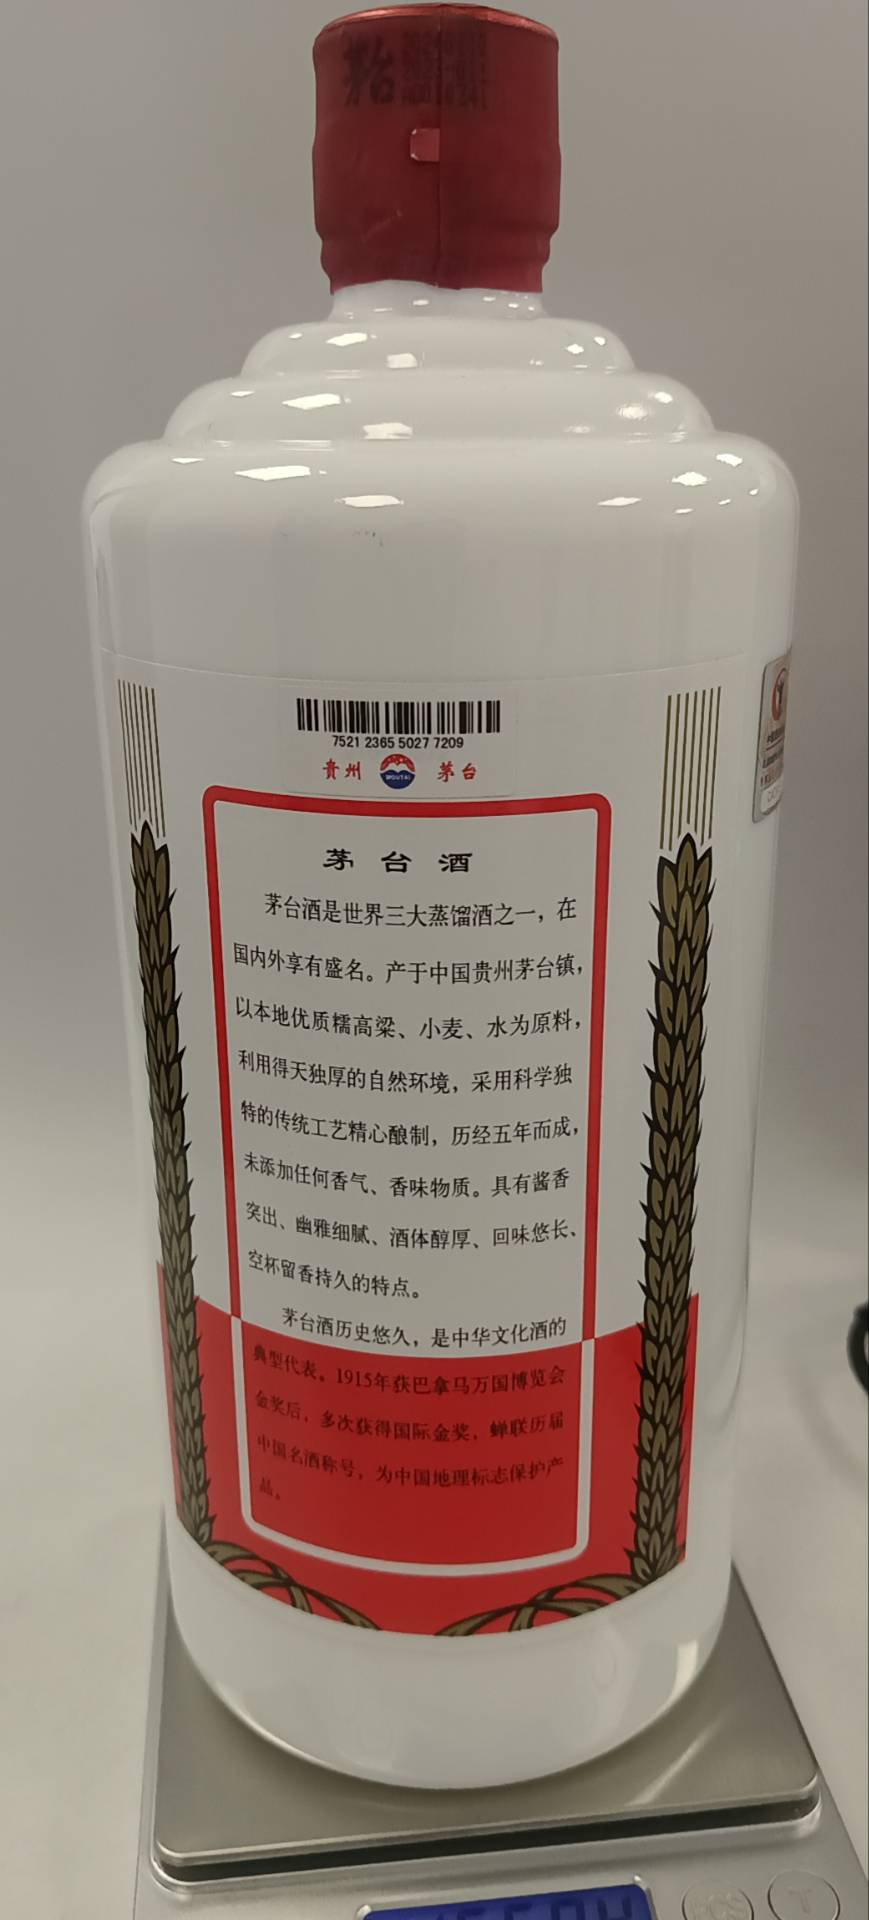 茅台
7521 2365 5027 7209
贵州 MOUTAI 茅台
茅台酒
茅台酒是世界三大蒸馏酒之一，在
国内外享有盛名。产于中国贵州茅台镇，
以本地优质糯高粱、小麦、水为原料，
利用得天独厚的自然环境，采用科学独
特的传统工艺精心酿制，历经五年而成，
未添加任何香气、香味物质。具有酱香
突出、幽雅细腻、酒体醇厚、回味悠长、
空杯留香持久的特点。
茅台酒历史悠久，是中华文化酒的
典型代表。1915年获巴拿马万国博览会
金奖后，多次获得国际金奖，蝉联历届
中国名酒称号，为中国地理标志保护产
品。
PCS T